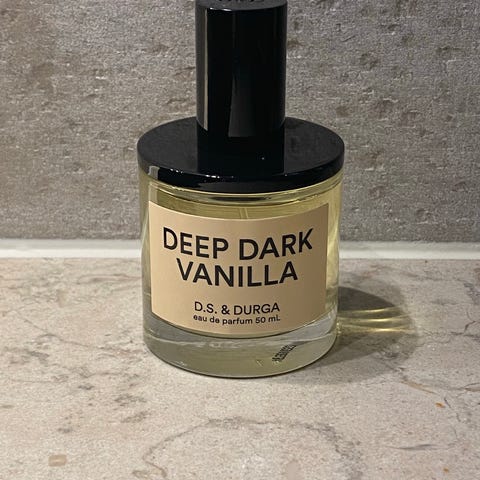 DEEP DARK
VANILLA
D.S. & DURGA
eau de parfum 50 mL